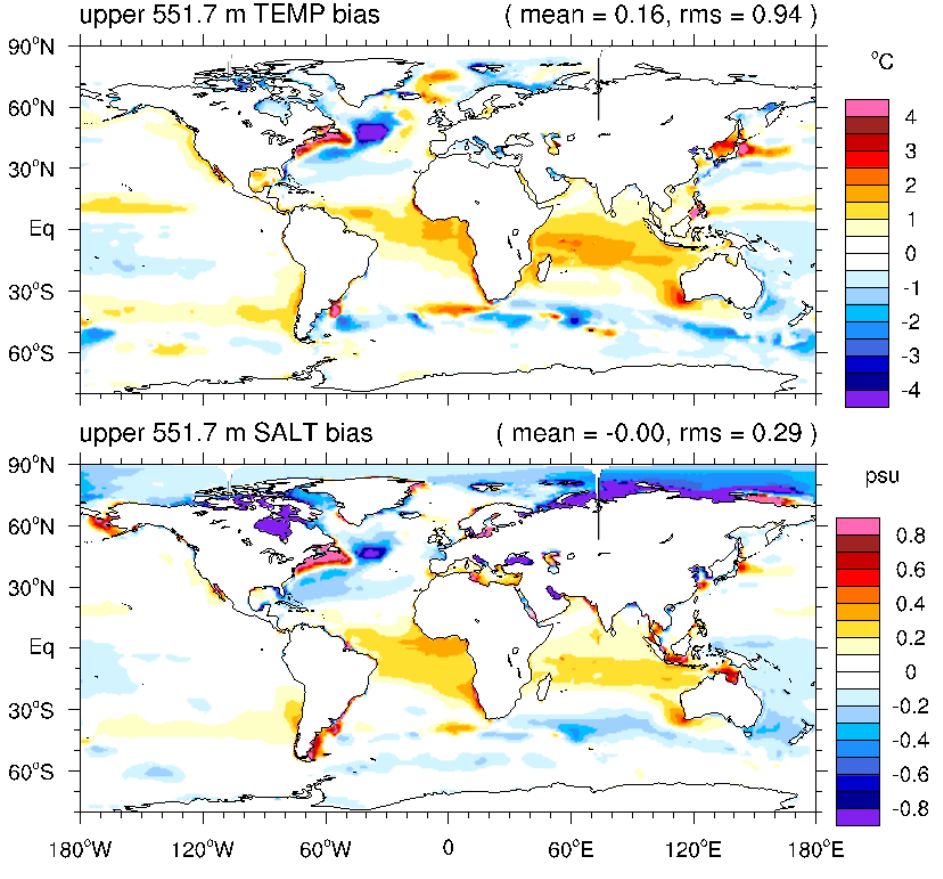 upper 551.7 m TEMP bias ( mean = 0.16, rms = 0.94 )
90°N
60°N
30°N
Eq
30°S
60°S
°C
4
3
2
1
0
-1
-2
-3
-4
upper 551.7 m SALT bias ( mean = -0.00, rms = 0.29 )
90°N
60°N
30°N
Eq
30°S
60°S
psu
0.8
0.6
0.4
0.2
0
-0.2
-0.4
-0.6
-0.8
180°W 120°W 60°W 0 60°E 120°E 180°E